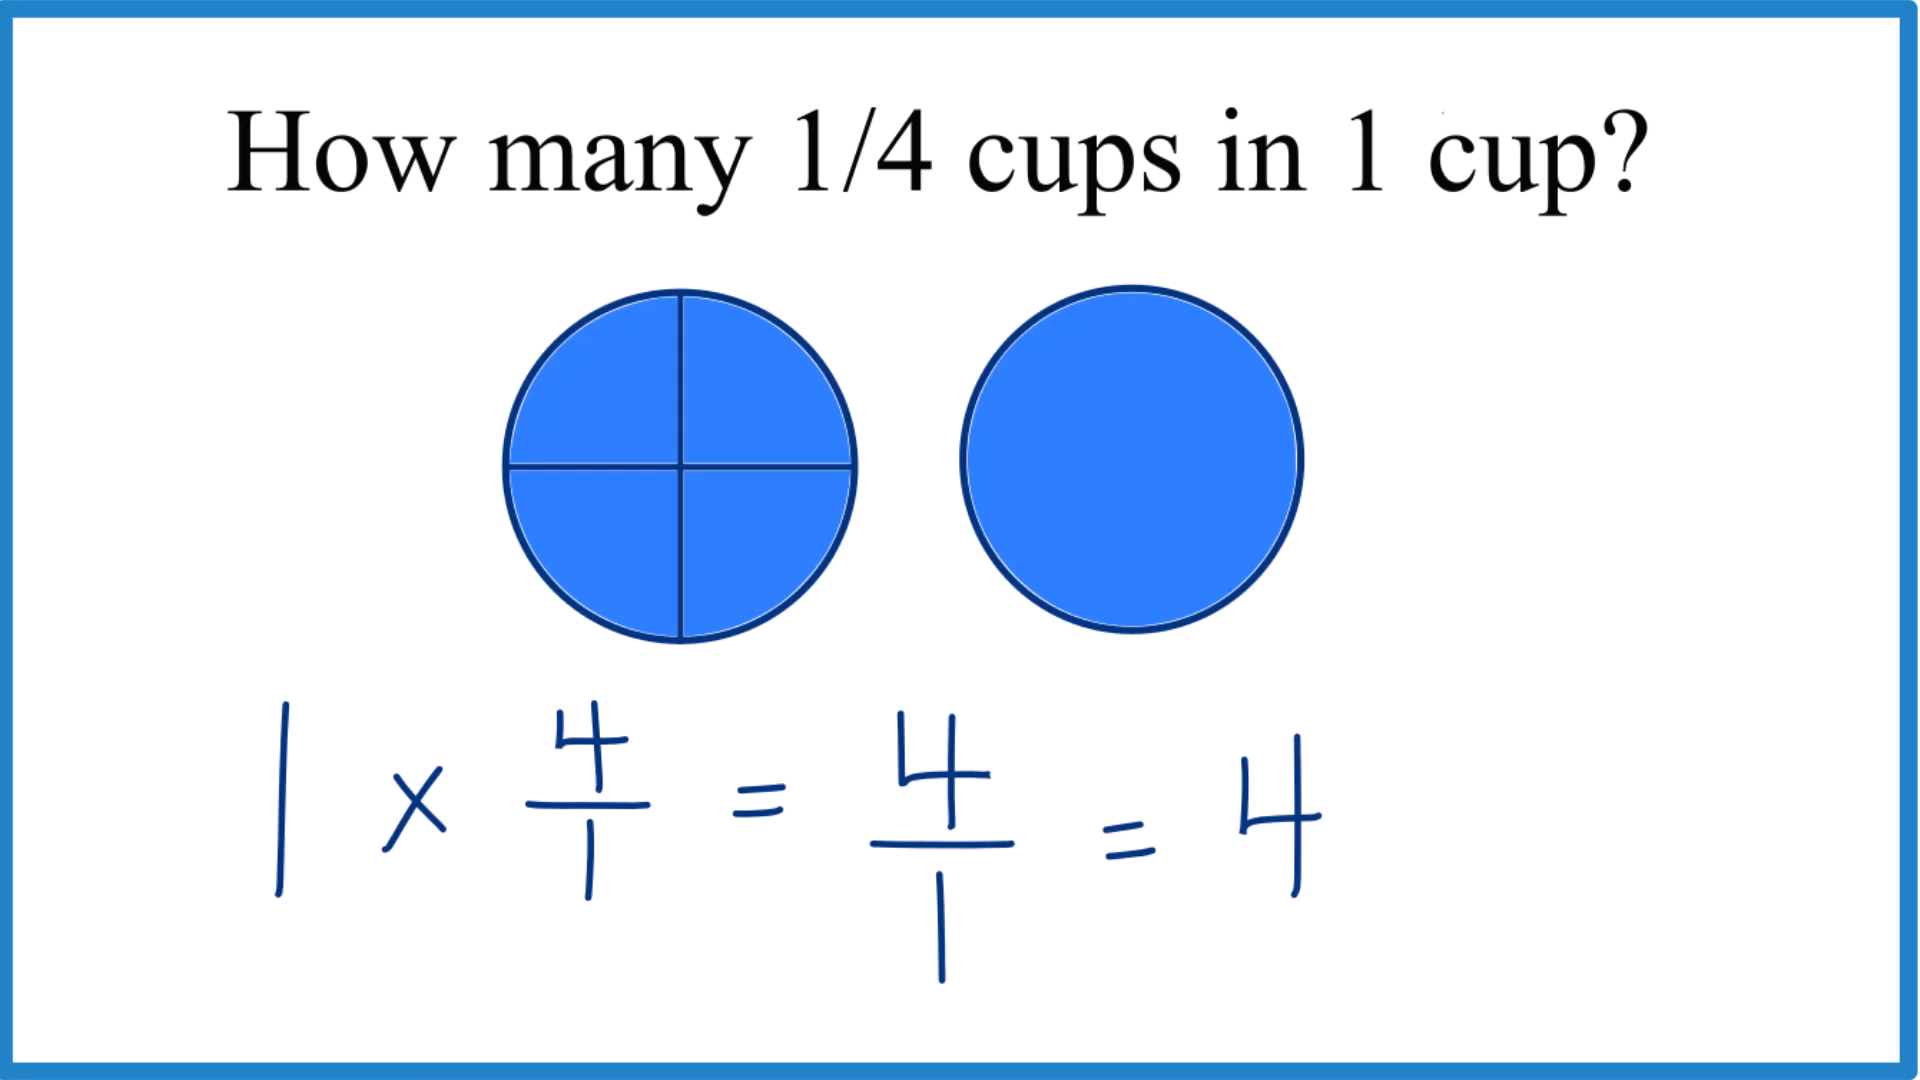 How many 1/4 cups in 1 cup?
1 × 4/1 = 4/1 = 4